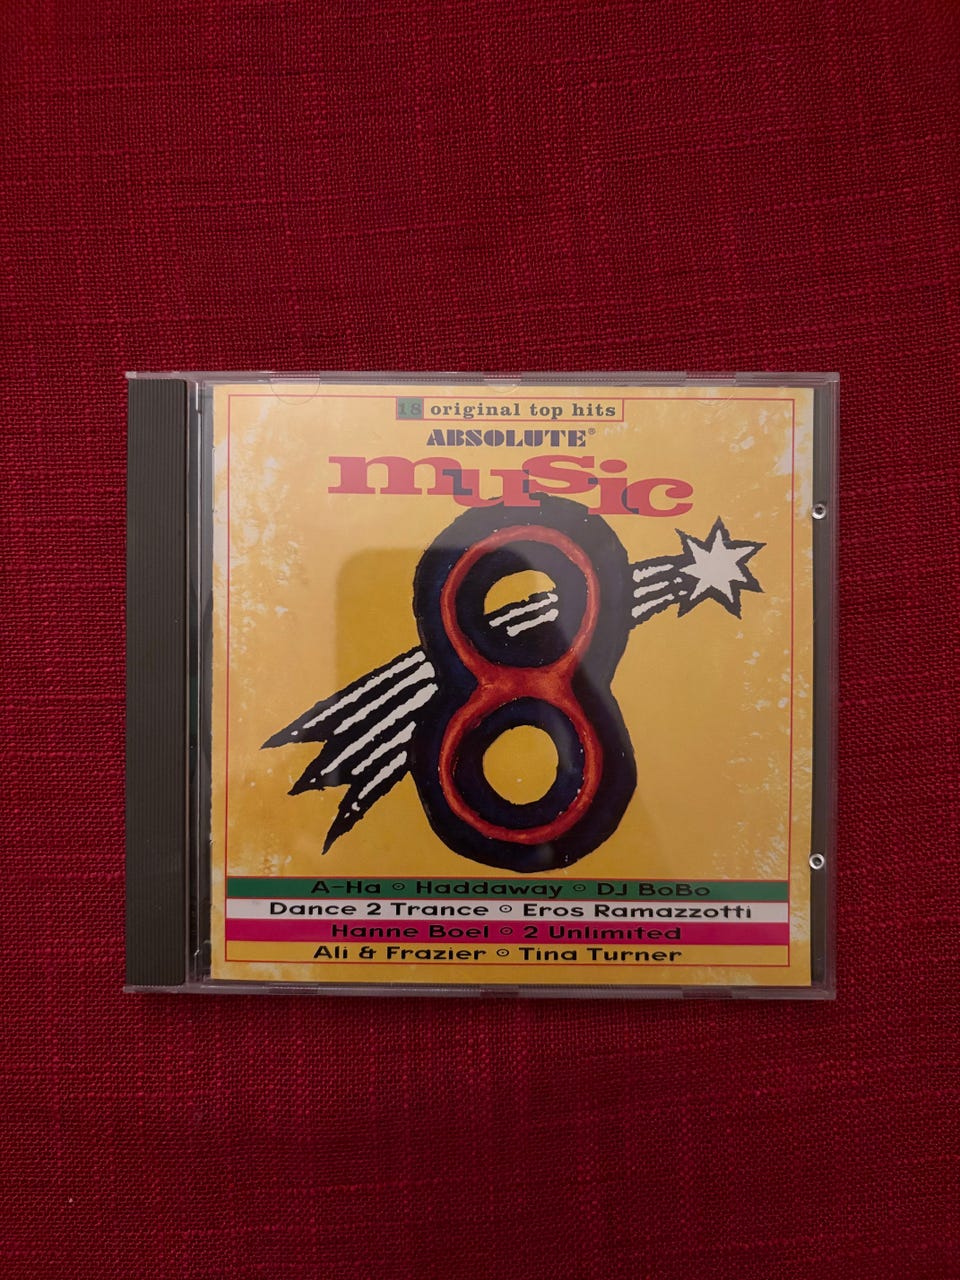 18 original top hits
ABSOLUTE®
music
8
A-Ha ⊙ Haddaway ⊙ DJ BoBo
Dance 2 Trance ⊙ Eros Ramazzotti
Hanne Boel ⊙ 2 Unlimited
Ali & Frazier ⊙ Tina Turner